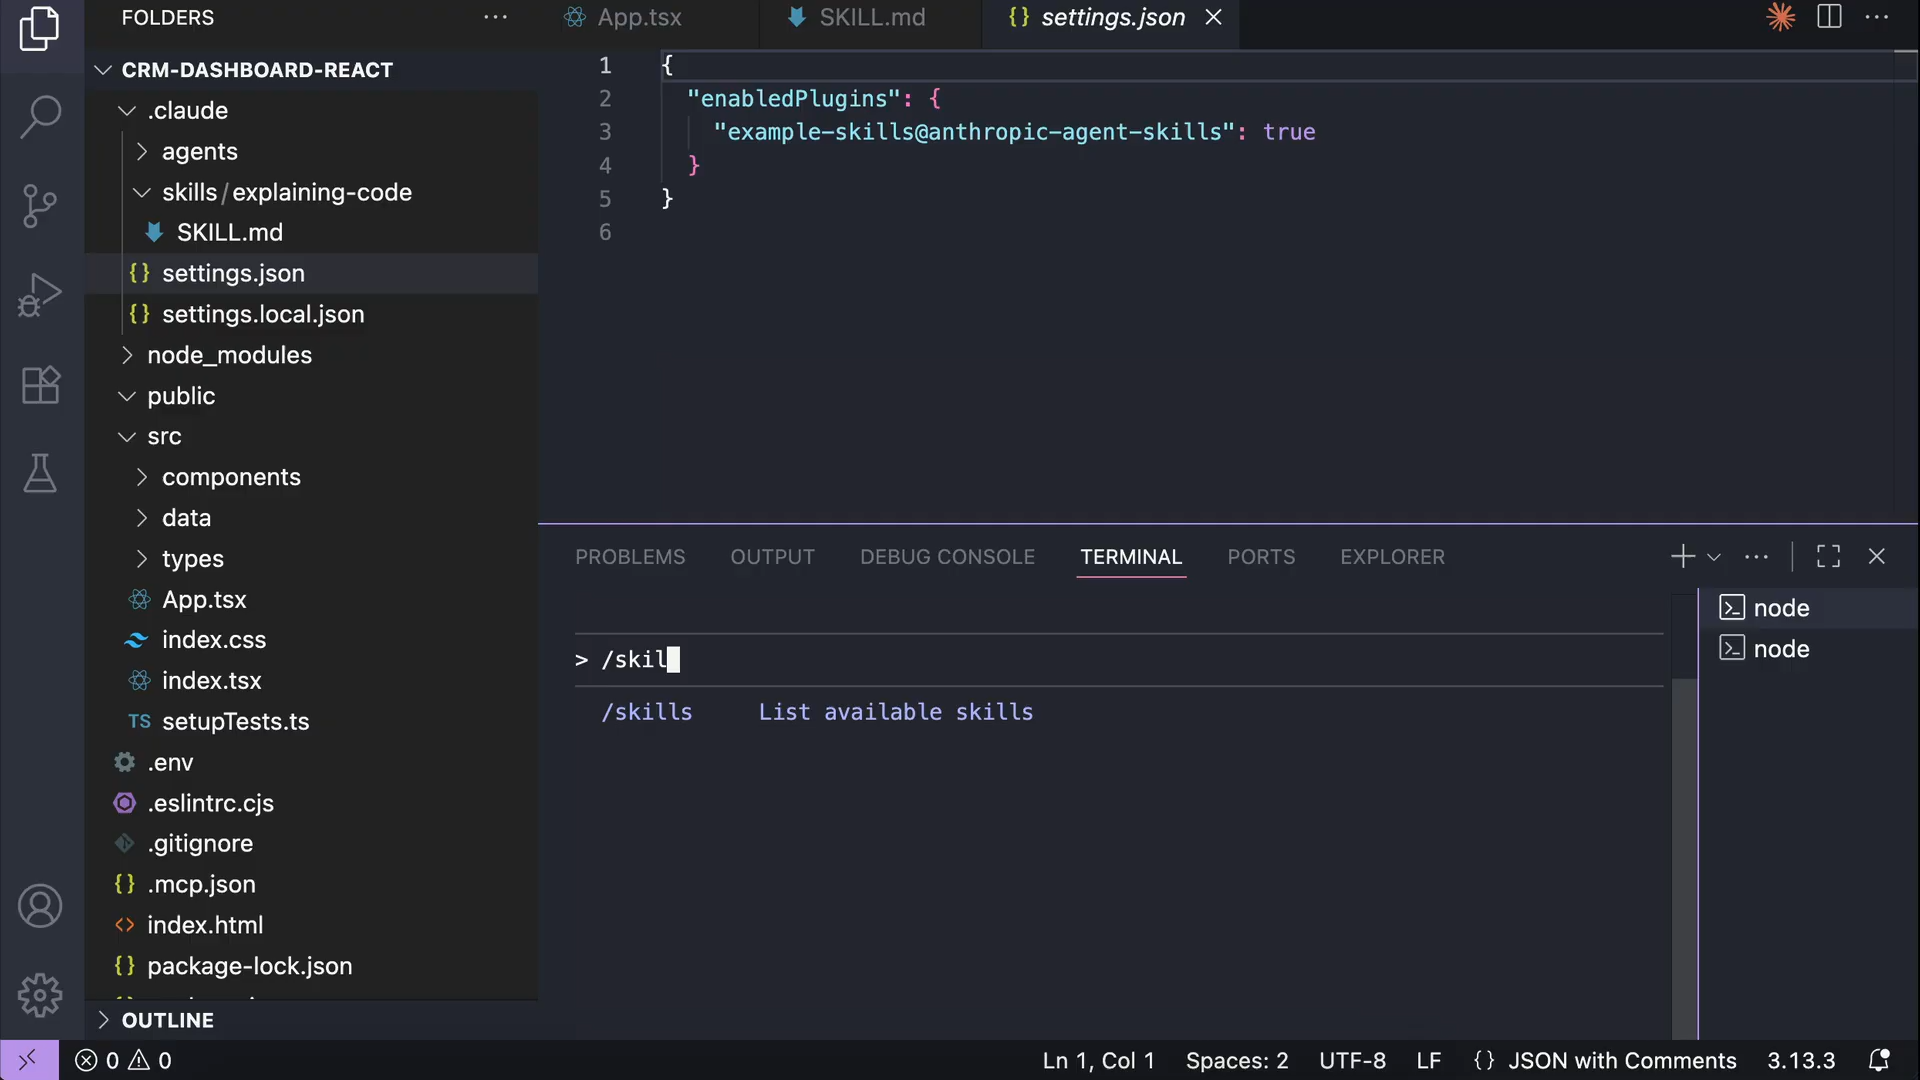 FOLDERS
CRM-DASHBOARD-REACT
.claude
agents
skills/explaining-code
SKILL.md
settings.json
settings.local.json
node_modules
public
src
components
data
types
App.tsx
index.css
index.tsx
TS setupTests.ts
.env
.eslintrc.cjs
.gitignore
{} .mcp.json
<> index.html
{} package-lock.json
OUTLINE
App.tsx
SKILL.md
{} settings.json
1 {
2 "enabledPlugins": {
3 "example-skills@anthropic-agent-skills": true
4 }
5 }
6
PROBLEMS OUTPUT DEBUG CONSOLE TERMINAL PORTS EXPLORER
> /skil
/skills List available skills
node
node
0 0
Ln 1, Col 1 Spaces: 2 UTF-8 LF {} JSON with Comments 3.13.3